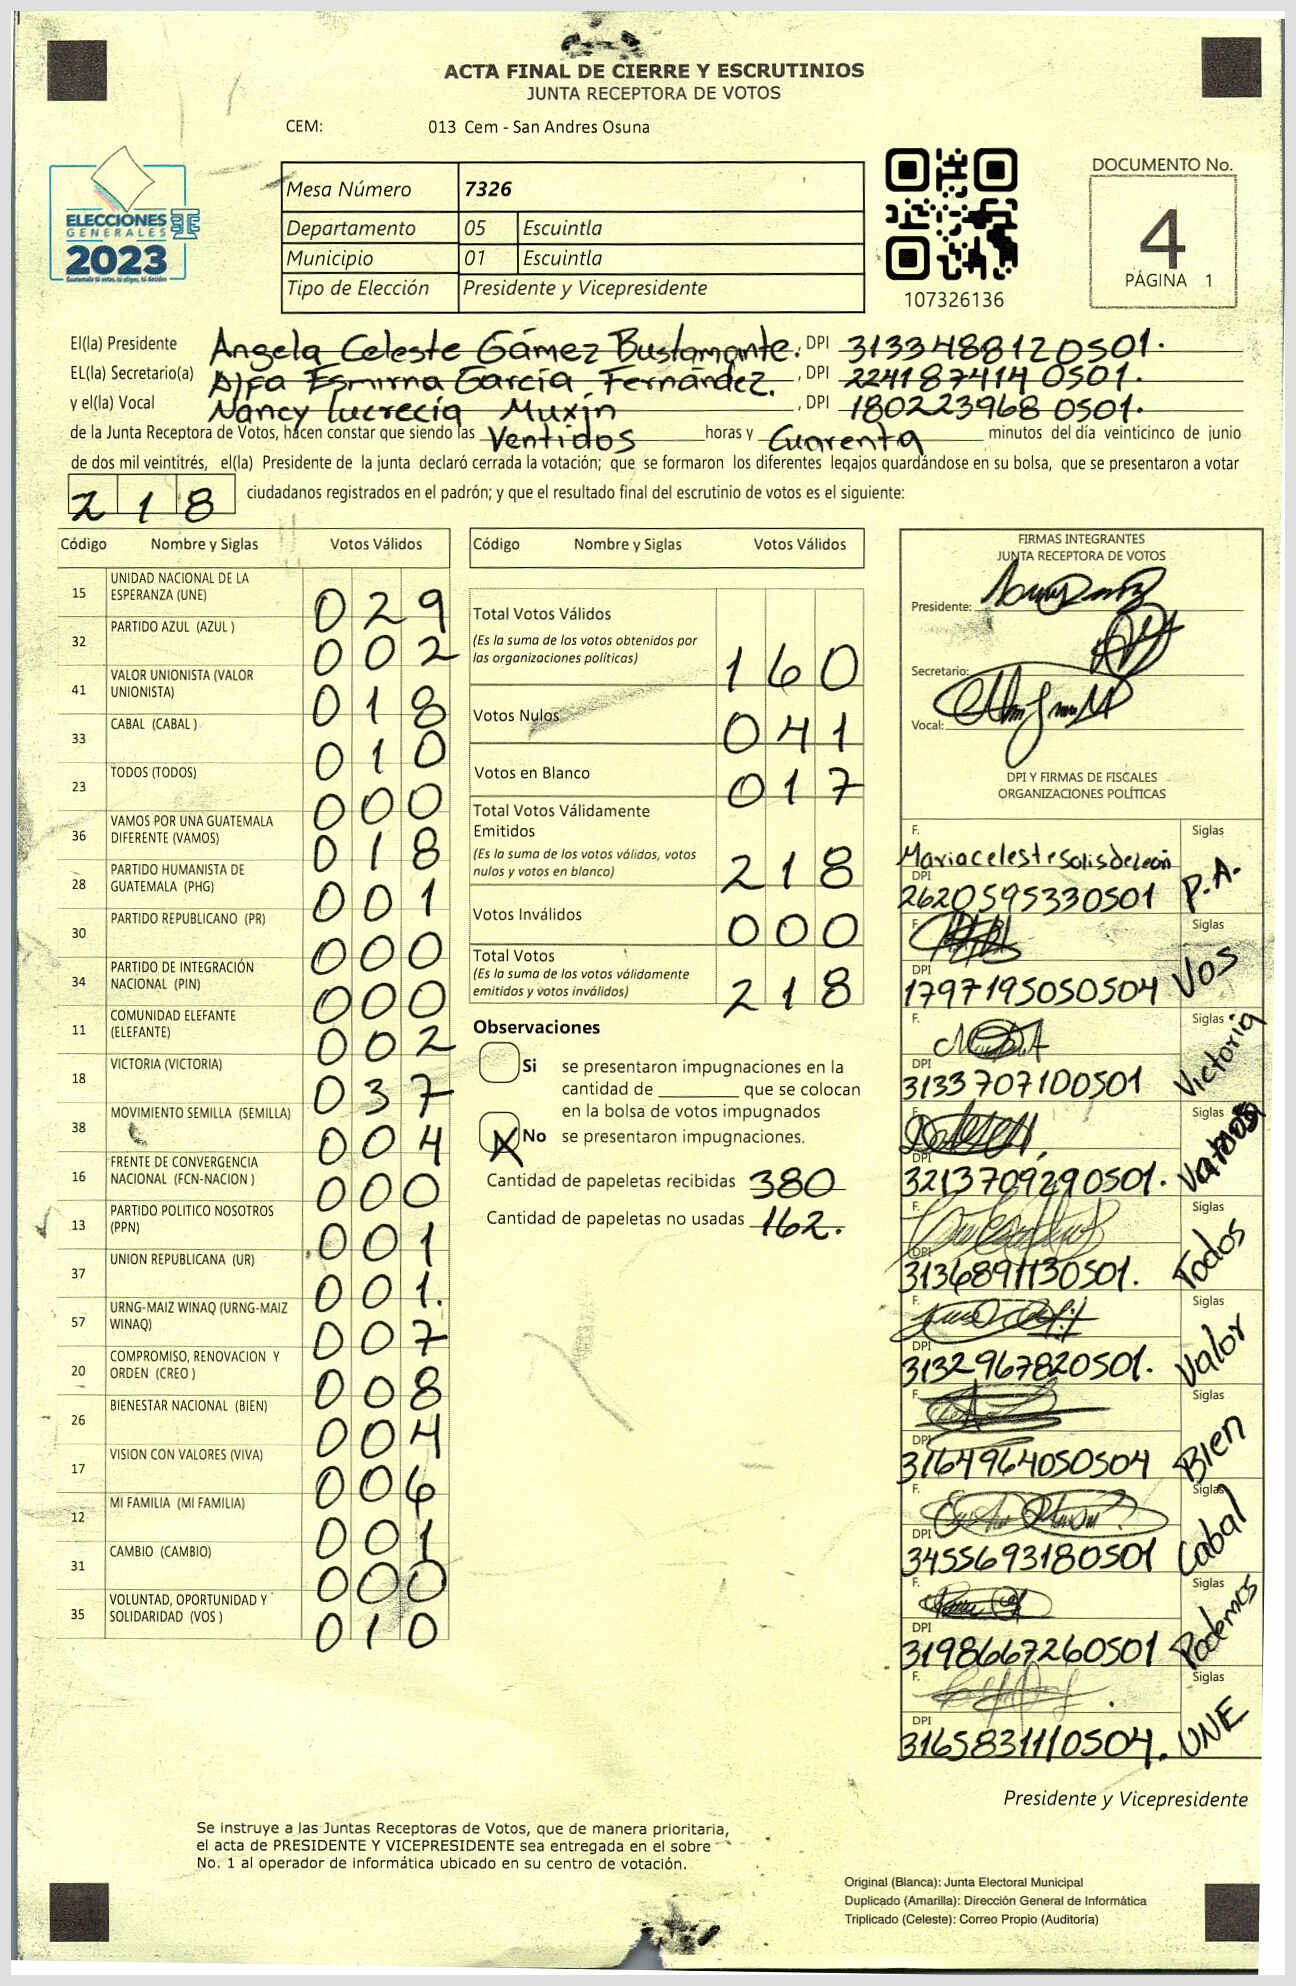 ACTA FINAL DE CIERRE Y ESCRUTINIOS
JUNTA RECEPTORA DE VOTOS
CEM: 013 Cem - San Andres Osuna
ELECCIONES
GENERALES
2023
Mesa Número 7326
Departamento 05 Escuintla
Municipio 01 Escuintla
Tipo de Elección Presidente y Vicepresidente
107326136
DOCUMENTO No.
4
PÁGINA 1
El(la) Presidente Angela Celeste Gámez Bustamante. , DPI 3133488120501.
EL(la) Secretario(a) Alfa Esmirna García Fernández. , DPI 2241874140501.
y el(la) Vocal Nancy Lucrecia Muxin , DPI 1802239680501.
de la Junta Receptora de Votos, hacen constar que siendo las Ventidos horas y Cuarenta minutos del día veinticinco de junio
de dos mil veintitrés, el(la) Presidente de la junta declaró cerrada la votación; que se formaron los diferentes legajos guardándose en su bolsa, que se presentaron a votar
218 ciudadanos registrados en el padrón; y que el resultado final del escrutinio de votos es el siguiente:
Código Nombre y Siglas Votos Válidos
15 UNIDAD NACIONAL DE LA ESPERANZA (UNE) 029
32 PARTIDO AZUL (AZUL ) 002
41 VALOR UNIONISTA (VALOR UNIONISTA) 018
33 CABAL (CABAL ) 010
23 TODOS (TODOS) 000
36 VAMOS POR UNA GUATEMALA DIFERENTE (VAMOS) 018
28 PARTIDO HUMANISTA DE GUATEMALA (PHG) 001
30 PARTIDO REPUBLICANO (PR) 000
34 PARTIDO DE INTEGRACIÓN NACIONAL (PIN) 000
11 COMUNIDAD ELEFANTE (ELEFANTE) 002
18 VICTORIA (VICTORIA) 037
38 MOVIMIENTO SEMILLA (SEMILLA) 004
16 FRENTE DE CONVERGENCIA NACIONAL (FCN-NACION ) 000
13 PARTIDO POLITICO NOSOTROS (PPN) 001
37 UNION REPUBLICANA (UR) 001.
57 URNG-MAIZ WINAQ (URNG-MAIZ WINAQ) 007
20 COMPROMISO, RENOVACION Y ORDEN (CREO ) 008
26 BIENESTAR NACIONAL (BIEN) 004
17 VISION CON VALORES (VIVA) 006
12 MI FAMILIA (MI FAMILIA) 001
31 CAMBIO (CAMBIO) 000
35 VOLUNTAD, OPORTUNIDAD Y SOLIDARIDAD (VOS ) 010
Código Nombre y Siglas Votos Válidos
Total Votos Válidos
(Es la suma de los votos obtenidos por
las organizaciones políticas) 160
Votos Nulos 041
Votos en Blanco 017
Total Votos Válidamente
Emitidos
(Es la suma de los votos válidos, votos
nulos y votos en blanco) 218
Votos Inválidos 000
Total Votos
(Es la suma de los votos válidamente
emitidos y votos inválidos) 218
Observaciones
Si se presentaron impugnaciones en la
cantidad de ________ que se colocan
en la bolsa de votos impugnados
X No se presentaron impugnaciones.
Cantidad de papeletas recibidas 380
Cantidad de papeletas no usadas 162.
FIRMAS INTEGRANTES
JUNTA RECEPTORA DE VOTOS
Presidente:
Secretario:
Vocal:
DPI Y FIRMAS DE FISCALES
ORGANIZACIONES POLÍTICAS
F. Maria celeste Solis de León Siglas
DPI 2620595330501 P.A.
F. Siglas
DPI 1797195050504 Vos
F. Siglas
DPI 3133707100501 Victoria
F. Siglas
DPI 3213709290501. Vamos
F. Siglas
DPI 3136891130501. Todos
F. Siglas
DPI 3132967820501. Valor
F. Siglas
DPI 3164964050504 Bien
F. Siglas
DPI 3455693180501 Cabal
F. Siglas
DPI 3198667260501 Podemos
F. Siglas
DPI 3165831110504. UNE
Presidente y Vicepresidente
Se instruye a las Juntas Receptoras de Votos, que de manera prioritaria,
el acta de PRESIDENTE Y VICEPRESIDENTE sea entregada en el sobre
No. 1 al operador de informática ubicado en su centro de votación.
Original (Blanca): Junta Electoral Municipal
Duplicado (Amarilla): Dirección General de Informática
Triplicado (Celeste): Correo Propio (Auditoría)